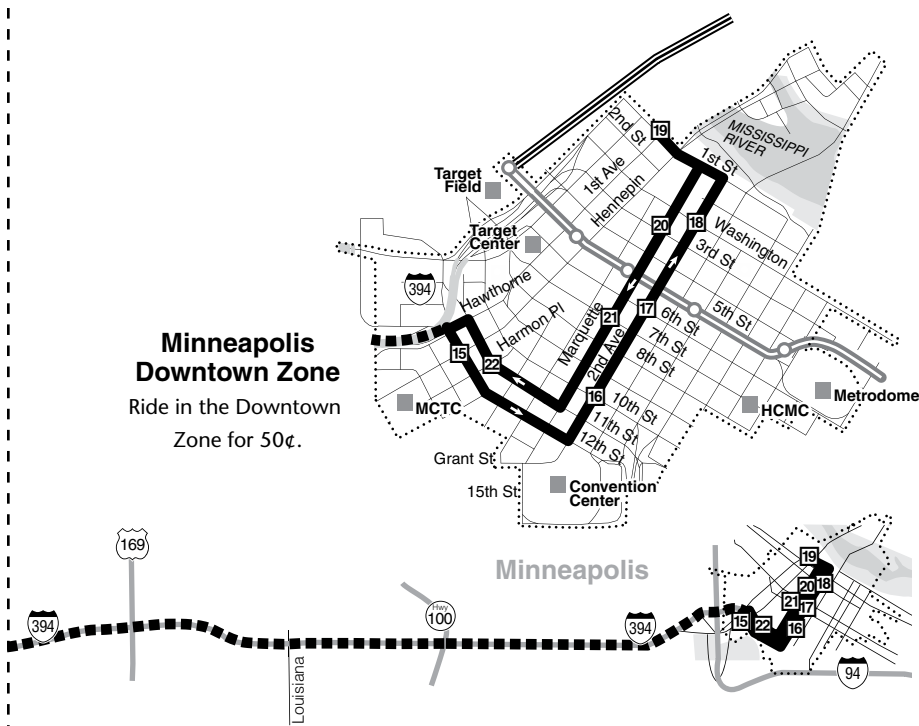 2nd St
19
MISSISSIPPI
RIVER
1st St
Target
Field
1st Ave
Hennepin
20
18
Washington
Target
Center
3rd St
394
Hawthorne
Harmon Pl
Marquette
21
17
2nd Ave
5th St
6th St
7th St
8th St
15
22
16
Minneapolis
Downtown Zone
Ride in the Downtown
Zone for 50¢.
MCTC
10th St
11th St
12th St
HCMC
Metrodome
Grant St
15th St
Convention
Center
169
Minneapolis
394
Hwy
100
394
Louisiana
19
20
18
21
17
15
22
16
94